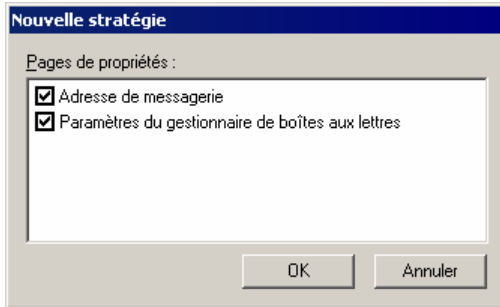 Nouvelle stratégie
Pages de propriétés :
Adresse de messagerie
Paramètres du gestionnaire de boîtes aux lettres
OK
Annuler